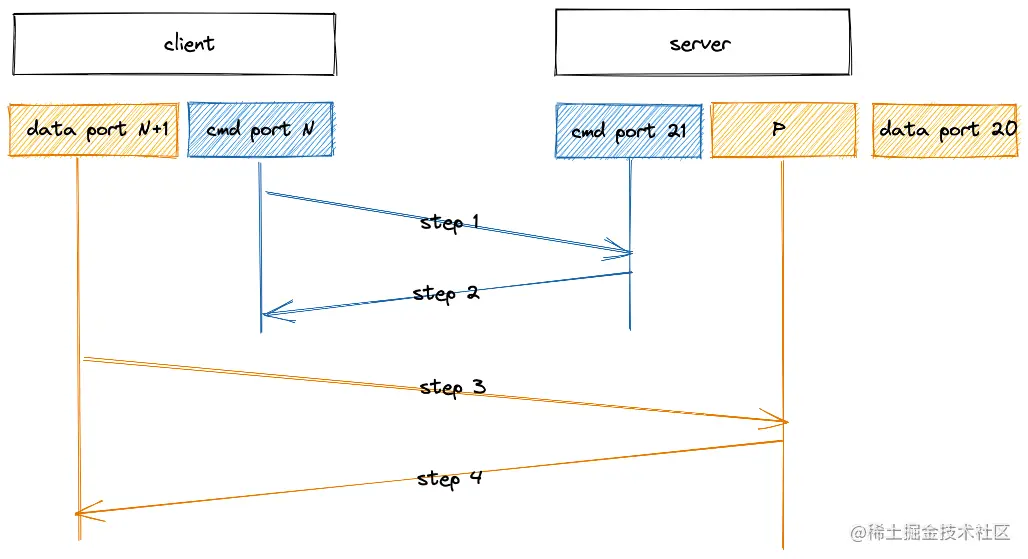 client
server
data port N+1
cmd port N
cmd port 21
P
data port 20
step 1
step 2
step 3
step 4
@稀土掘金技术社区